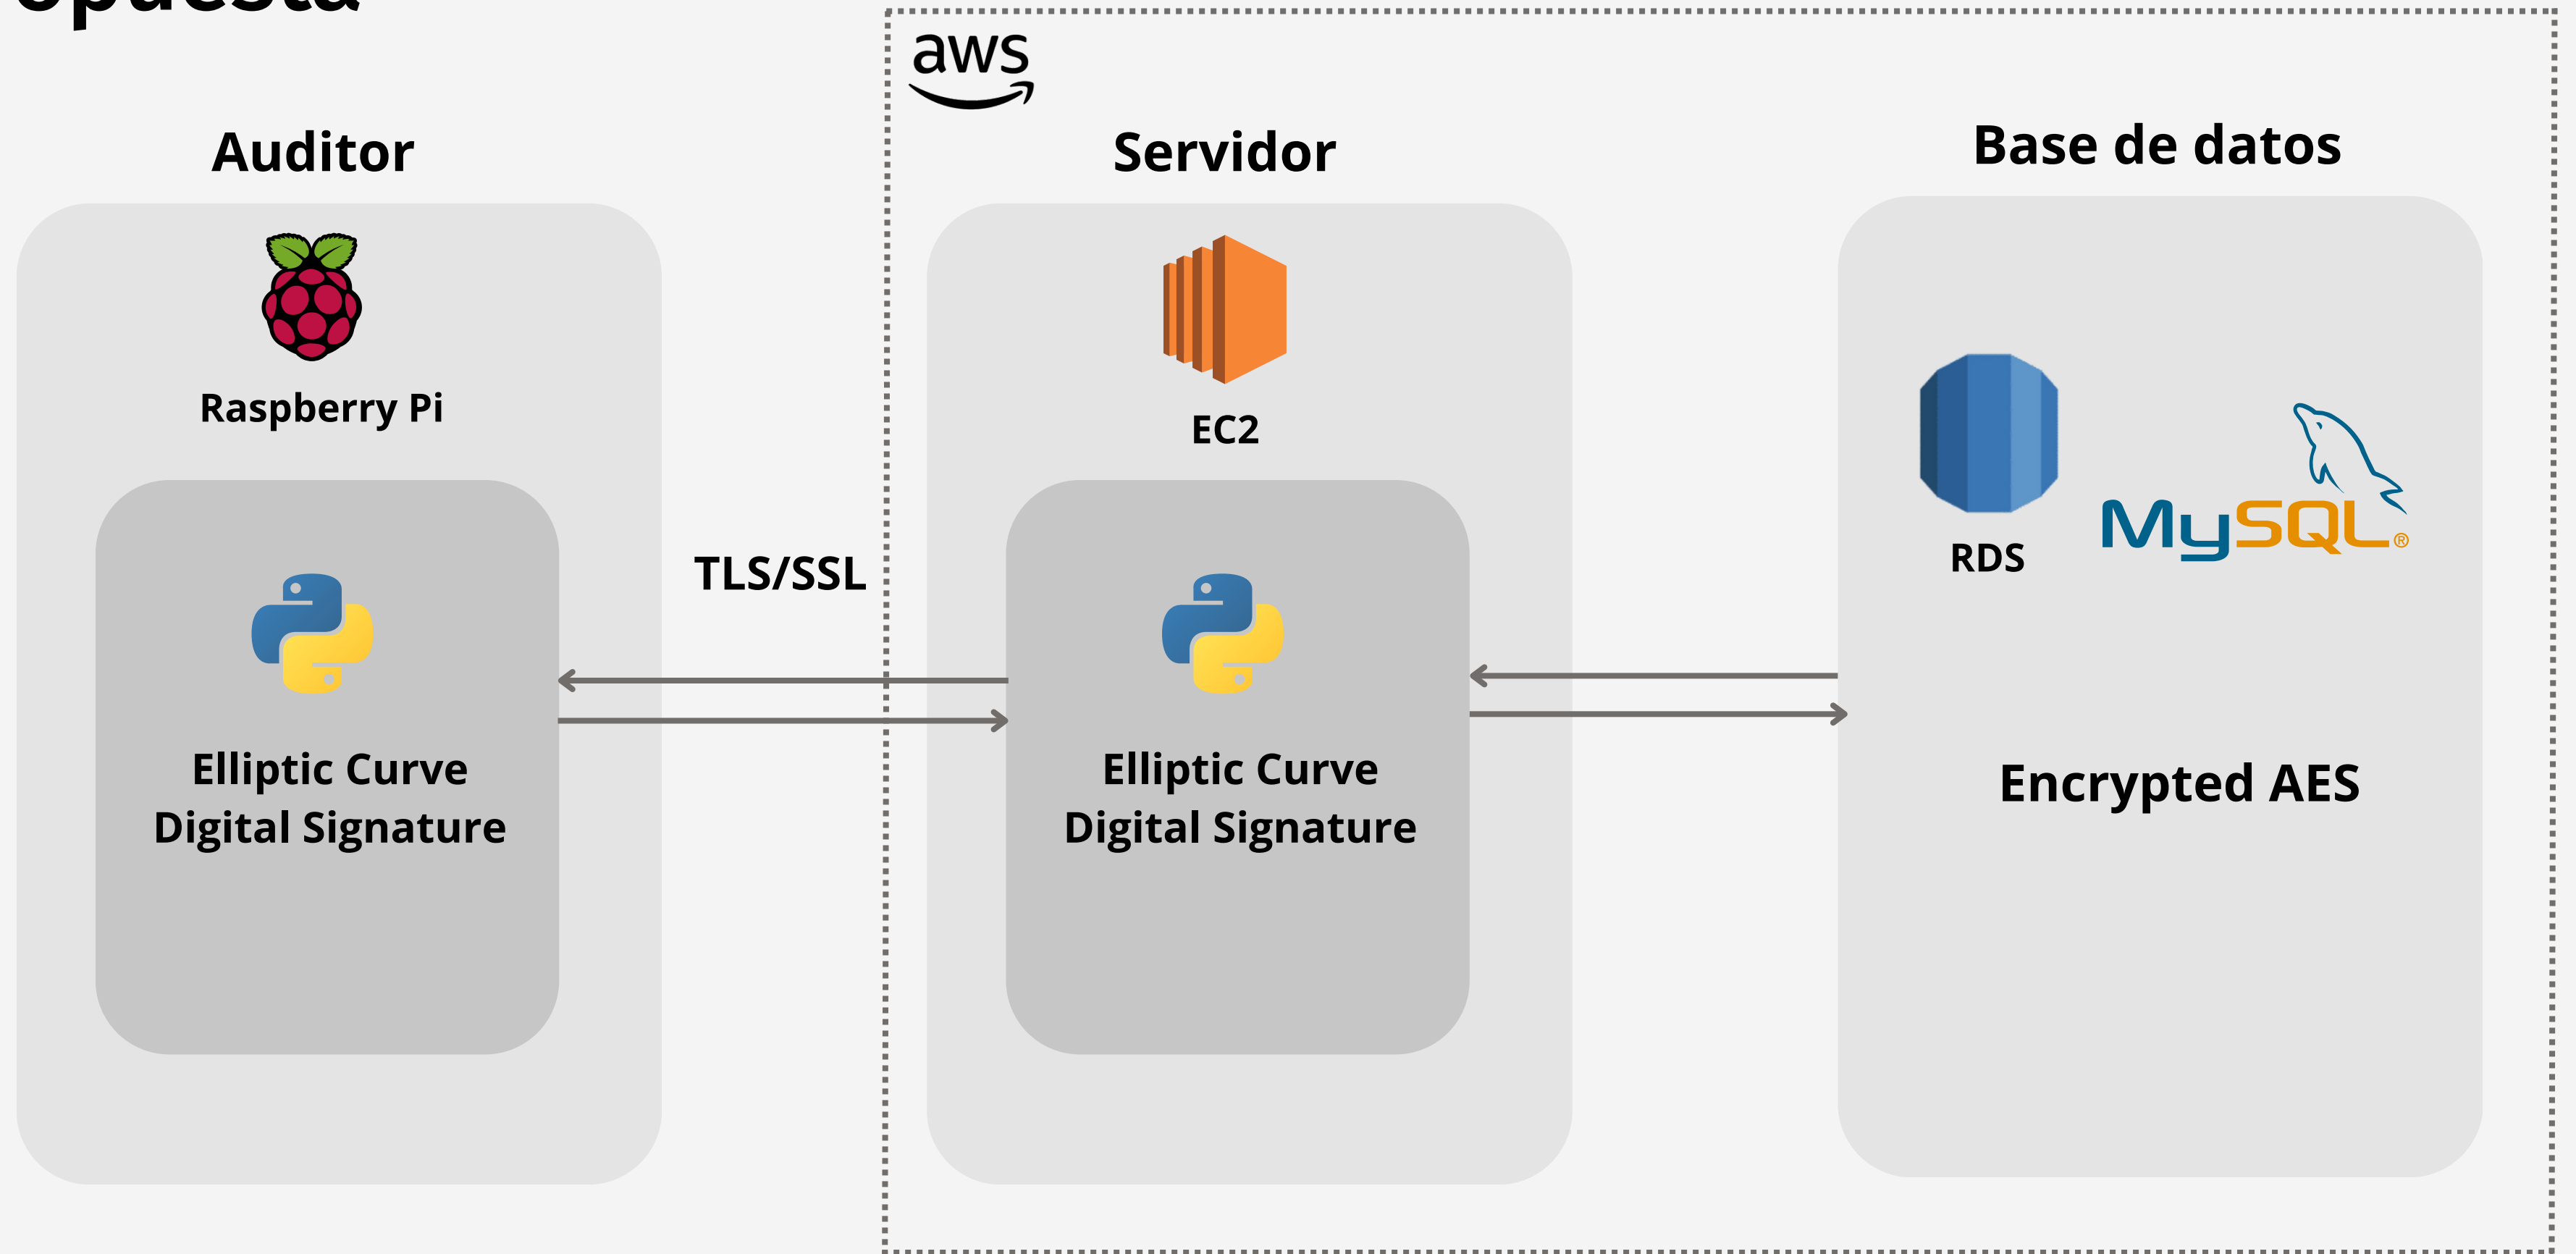 opuesta
aws
Auditor
Servidor
Base de datos
Raspberry Pi
EC2
RDS
MySQL®
TLS/SSL
Elliptic Curve
Digital Signature
Elliptic Curve
Digital Signature
Encrypted AES